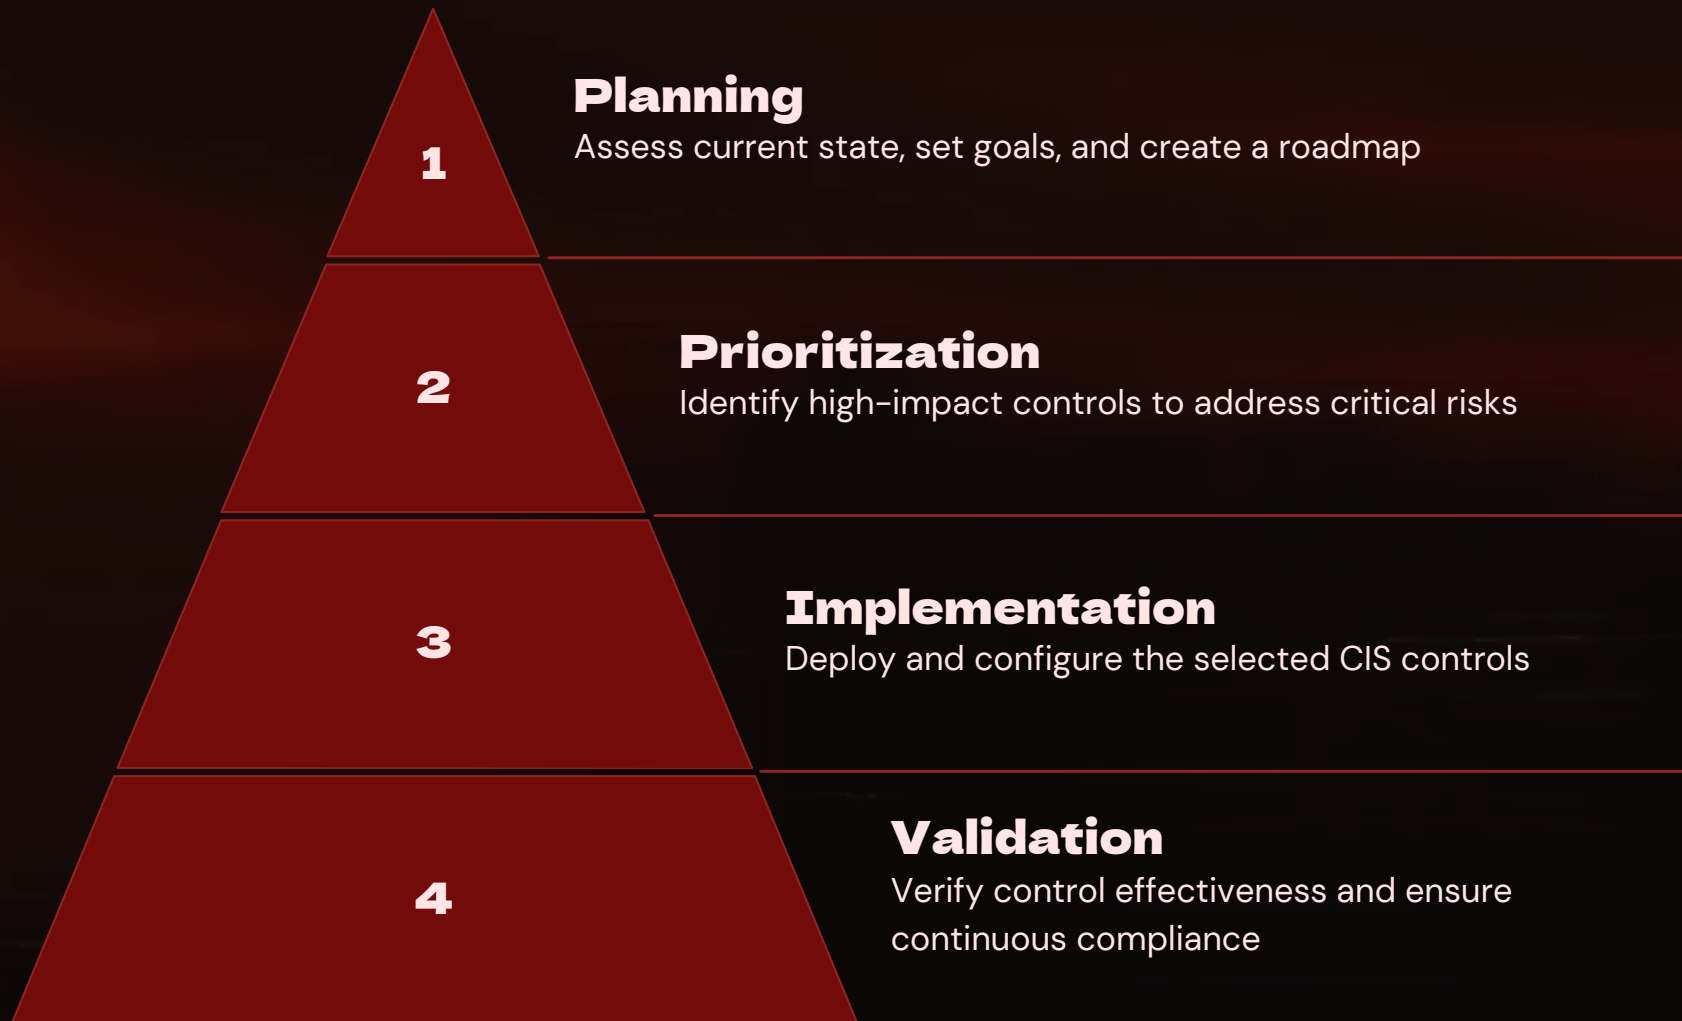 1
Planning
Assess current state, set goals, and create a roadmap
2
Prioritization
Identify high-impact controls to address critical risks
3
Implementation
Deploy and configure the selected CIS controls
4
Validation
Verify control effectiveness and ensure
continuous compliance